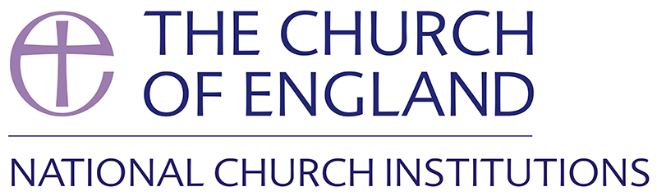 THE CHURCH
OF ENGLAND
NATIONAL CHURCH INSTITUTIONS